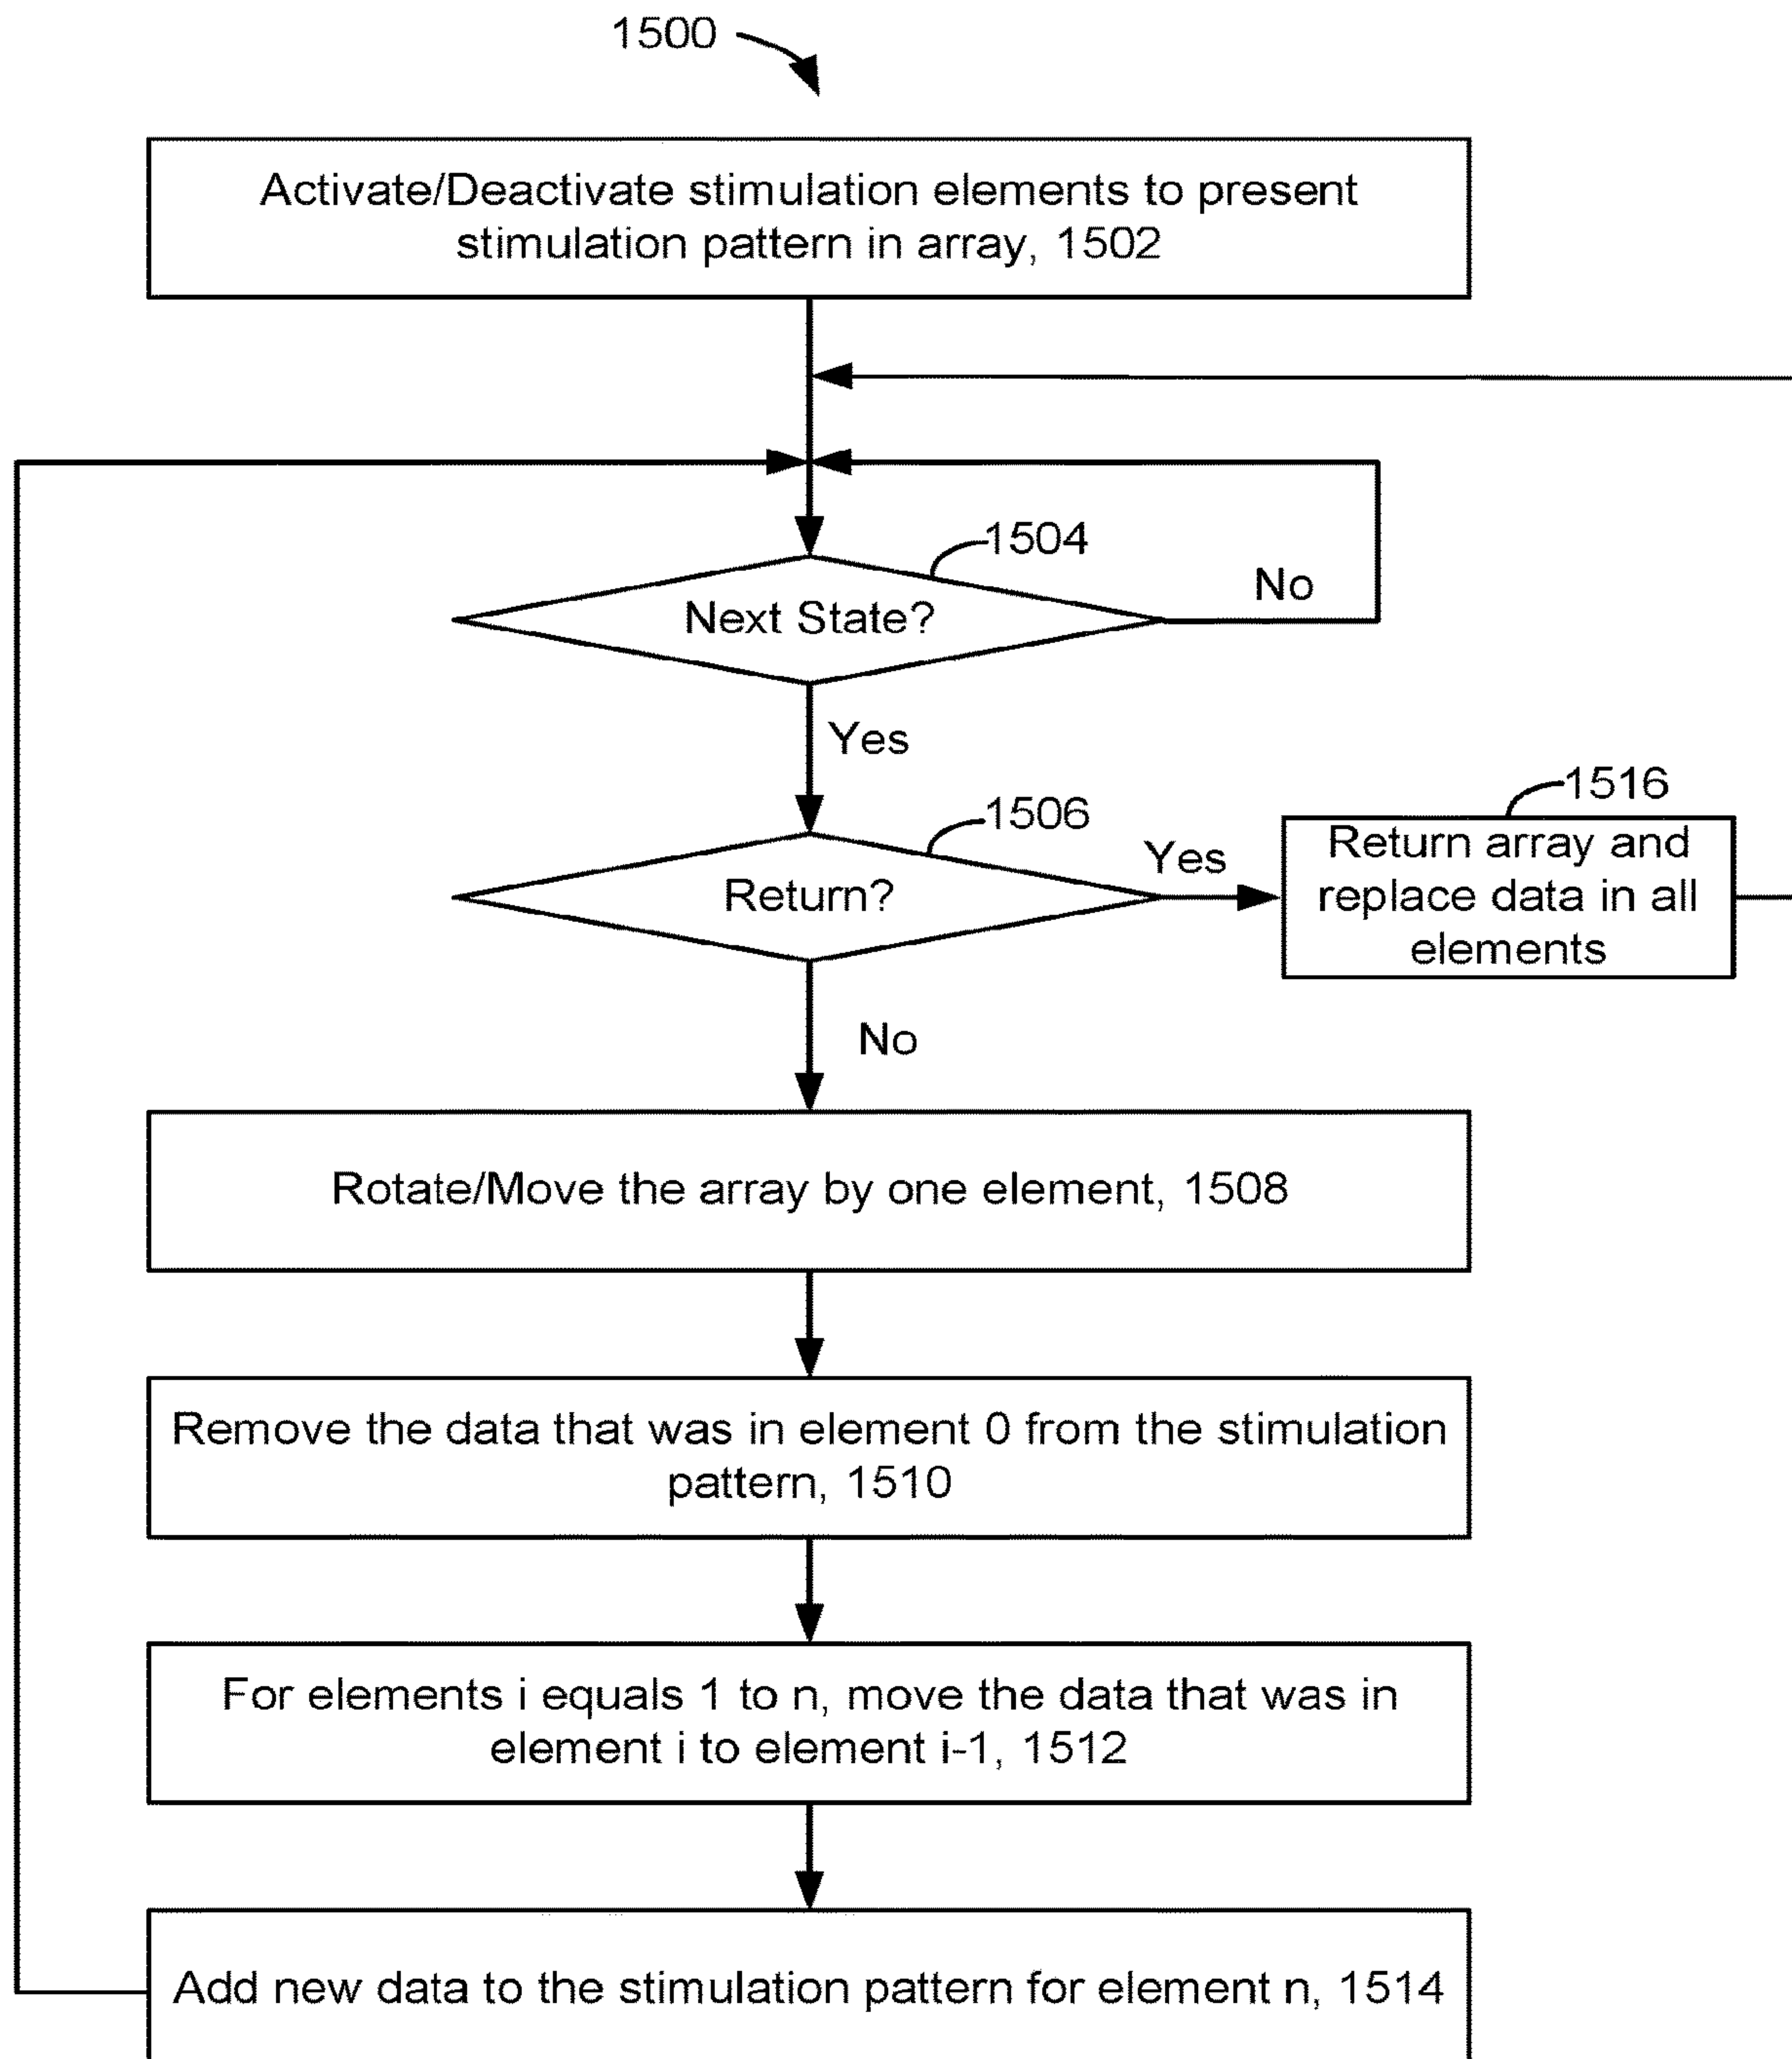 1500
Activate/Deactivate stimulation elements to present
stimulation pattern in array, 1502
1504
No
Next State?
Yes
1506
1516
Yes
Return?
Return array and
replace data in all
elements
No
Rotate/Move the array by one element, 1508
Remove the data that was in element 0 from the stimulation
pattern, 1510
For elements i equals 1 to n, move the data that was in
element i to element i-1, 1512
Add new data to the stimulation pattern for element n, 1514